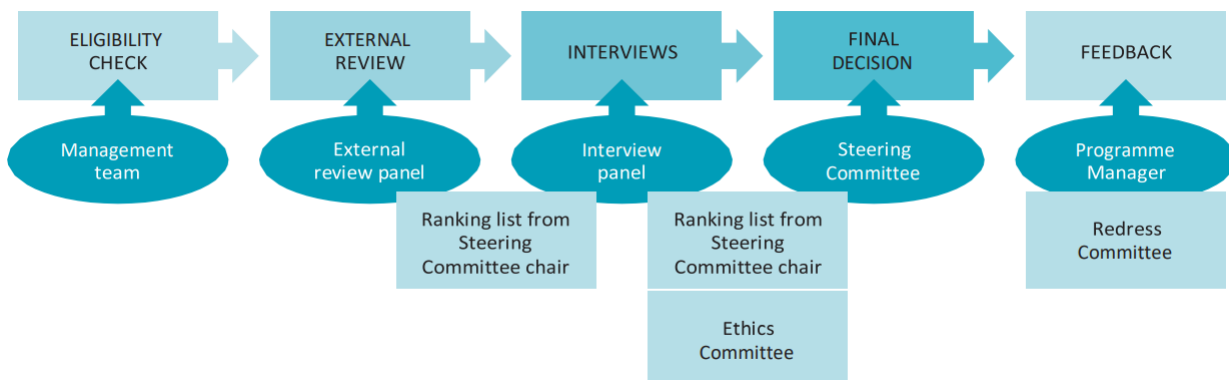 ELIGIBILITY
CHECK
EXTERNAL
REVIEW
INTERVIEWS
FINAL
DECISION
FEEDBACK
Management
team
External
review panel
Interview
panel
Steering
Committee
Programme
Manager
Ranking list from
Steering
Committee chair
Ranking list from
Steering
Committee chair
Redress
Committee
Ethics
Committee